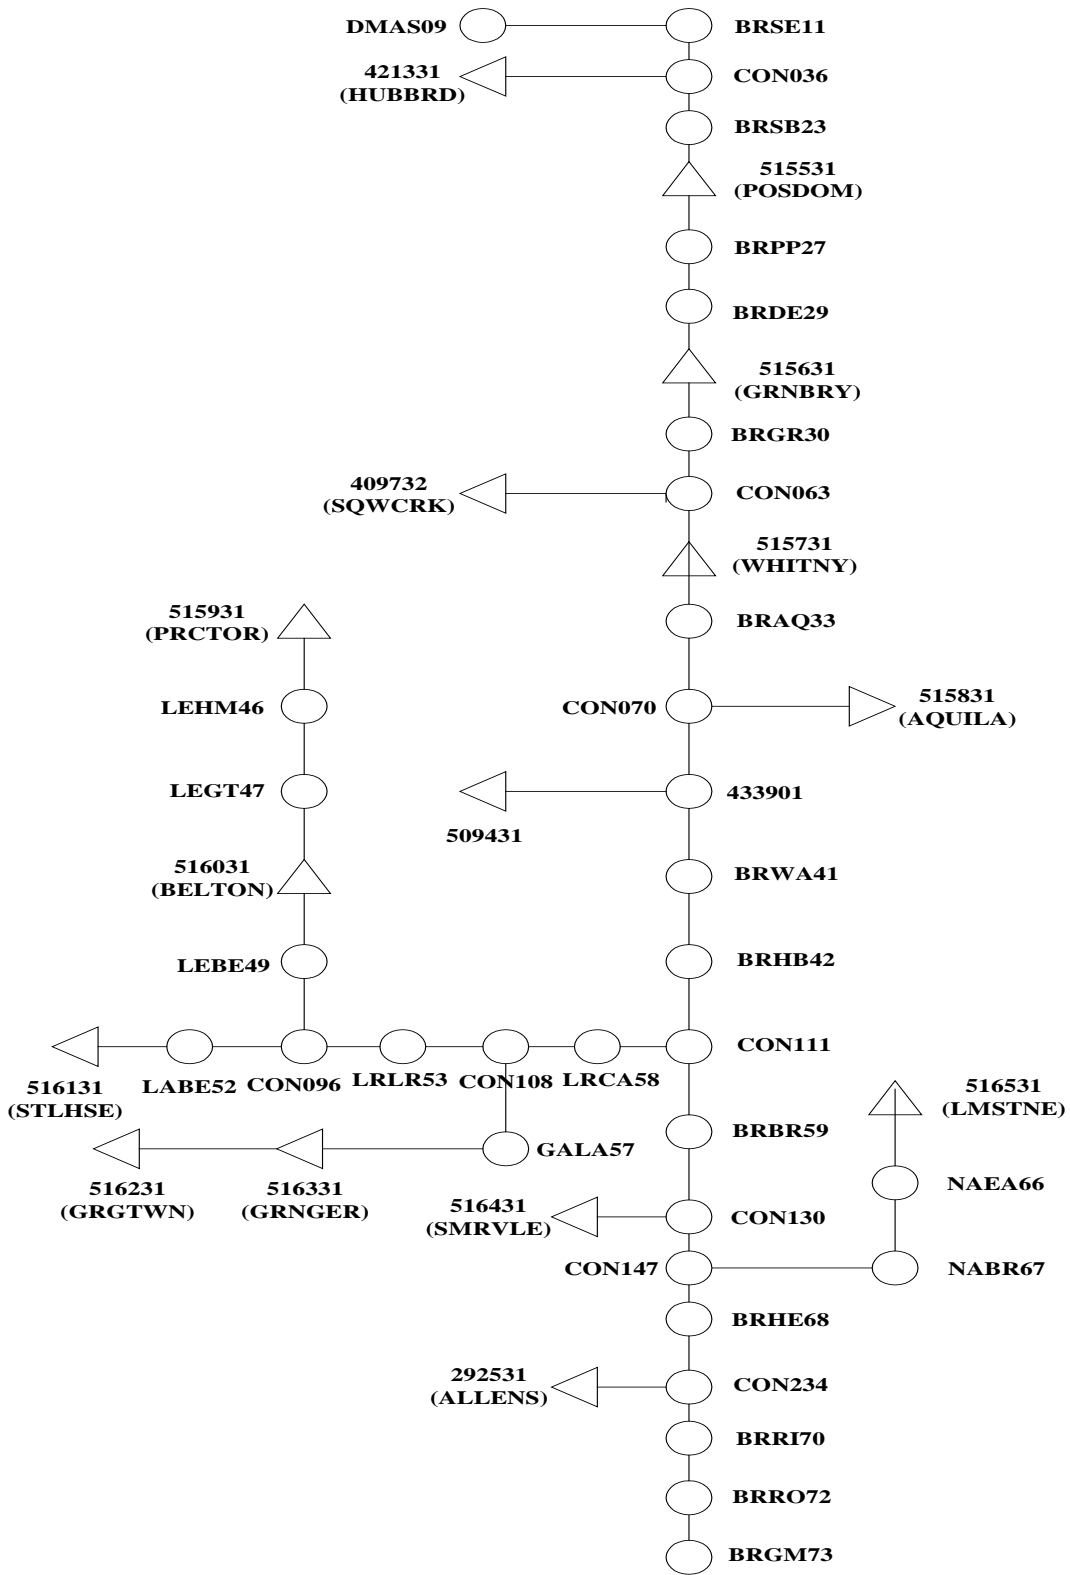 DMAS09
BRSE11
421331
(HUBBRD)
CON036
BRSB23
515531
(POSDOM)
BRPP27
BRDE29
515631
(GRNBRY)
BRGR30
409732
(SQWCRK)
CON063
515731
(WHITNY)
515931
(PRCTOR)
BRAQ33
LEHM46
CON070
515831
(AQUILA)
LEGT47
433901
509431
516031
(BELTON)
BRWA41
LEBE49
BRHB42
CON111
516131
(STLHSE)
LABE52
CON096
LRLR53
CON108
LRCA58
516531
(LMSTNE)
BRBR59
GALA57
516231
(GRGTWN)
516331
(GRNGER)
NAEA66
516431
(SMRVLE)
CON130
CON147
NABR67
BRHE68
292531
(ALLENS)
CON234
BRRI70
BRRO72
BRGM73